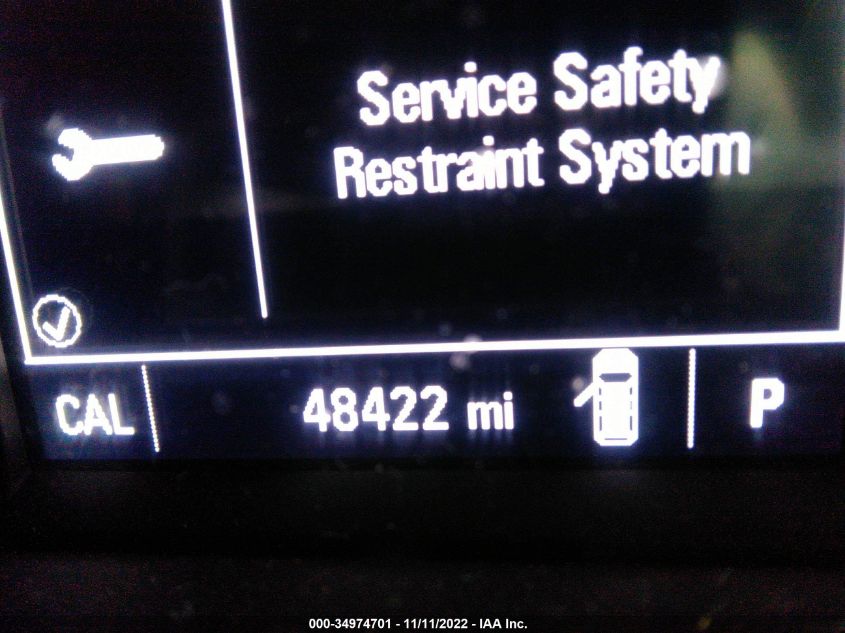 Service Safety
Restraint System
CAL 48422 mi P
000-34974701 - 11/11/2022 - IAA Inc.